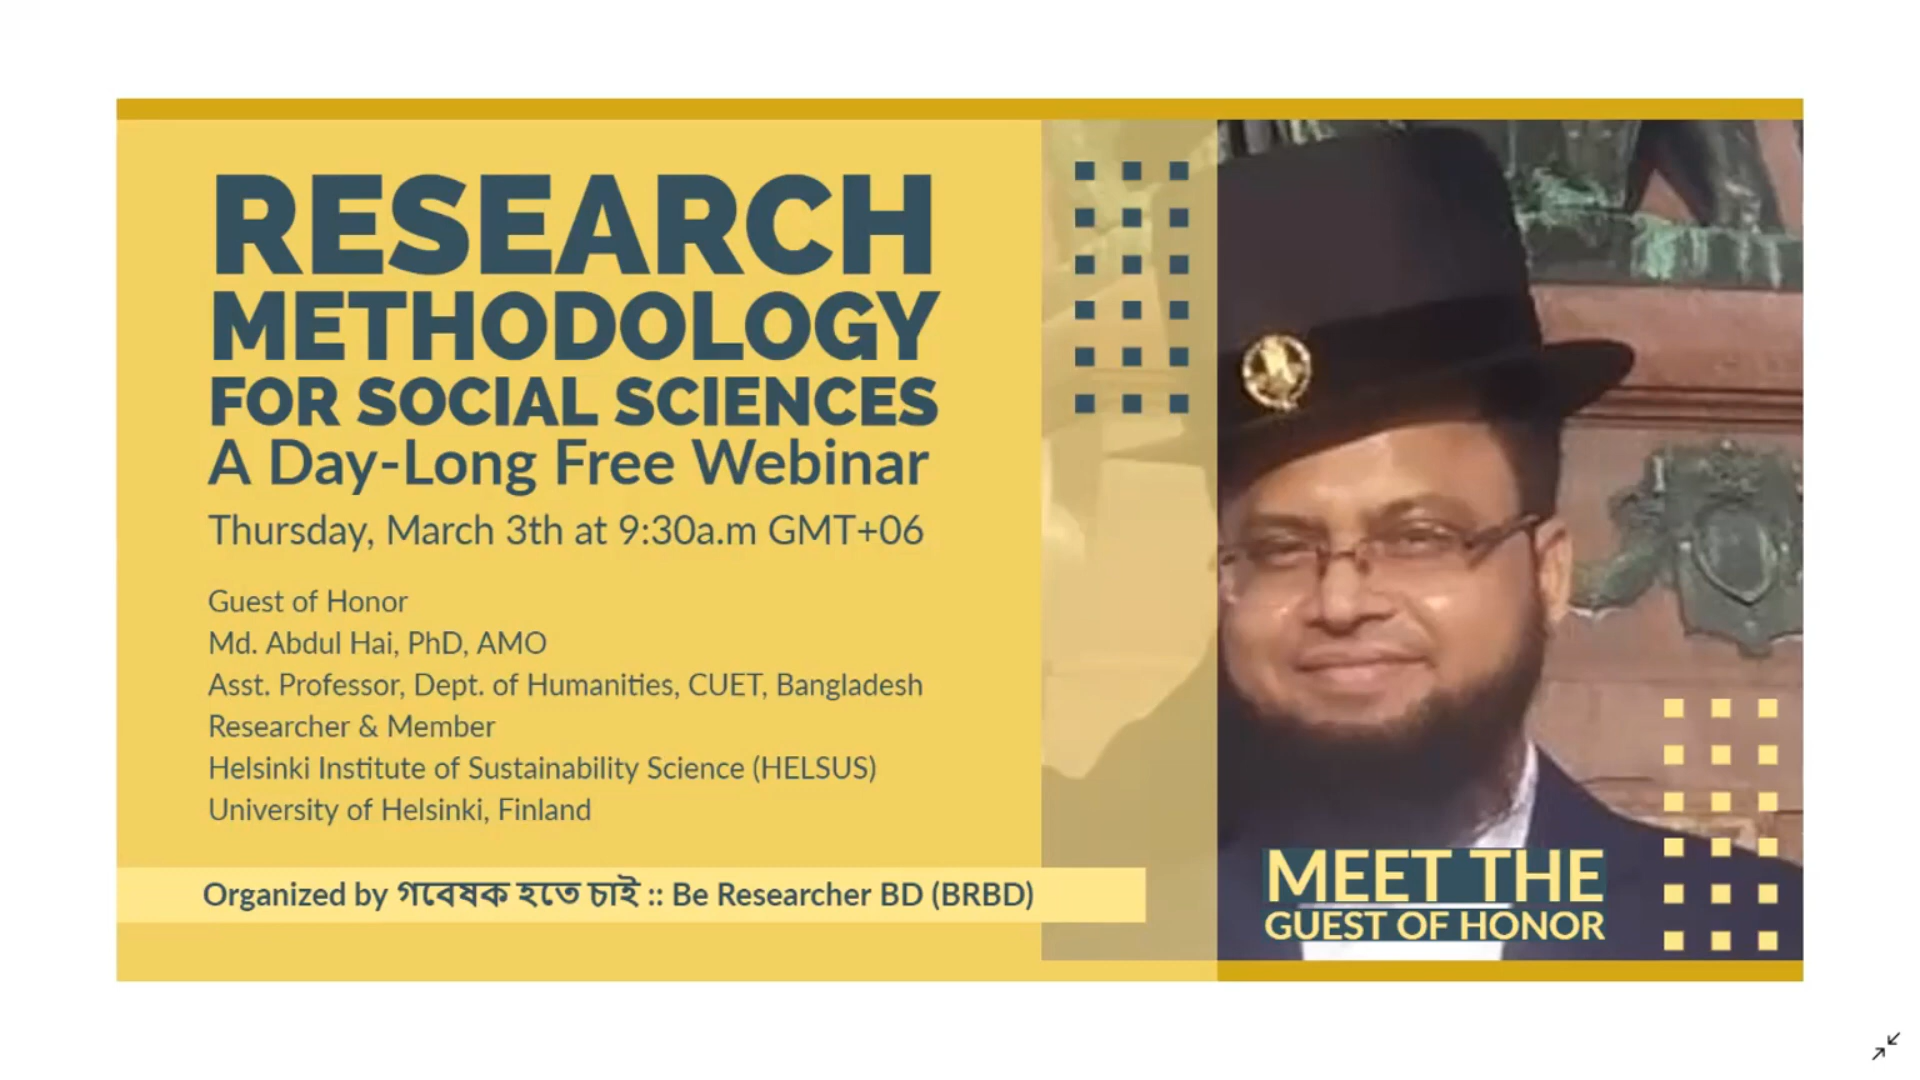 RESEARCH
METHODOLOGY
FOR SOCIAL SCIENCES
A Day-Long Free Webinar
Thursday, March 3th at 9:30a.m GMT+06
Guest of Honor
Md. Abdul Hai, PhD, AMO
Asst. Professor, Dept. of Humanities, CUET, Bangladesh
Researcher & Member
Helsinki Institute of Sustainability Science (HELSUS)
University of Helsinki, Finland
Organized by গবেষক হতে চাই :: Be Researcher BD (BRBD)
MEET THE
GUEST OF HONOR